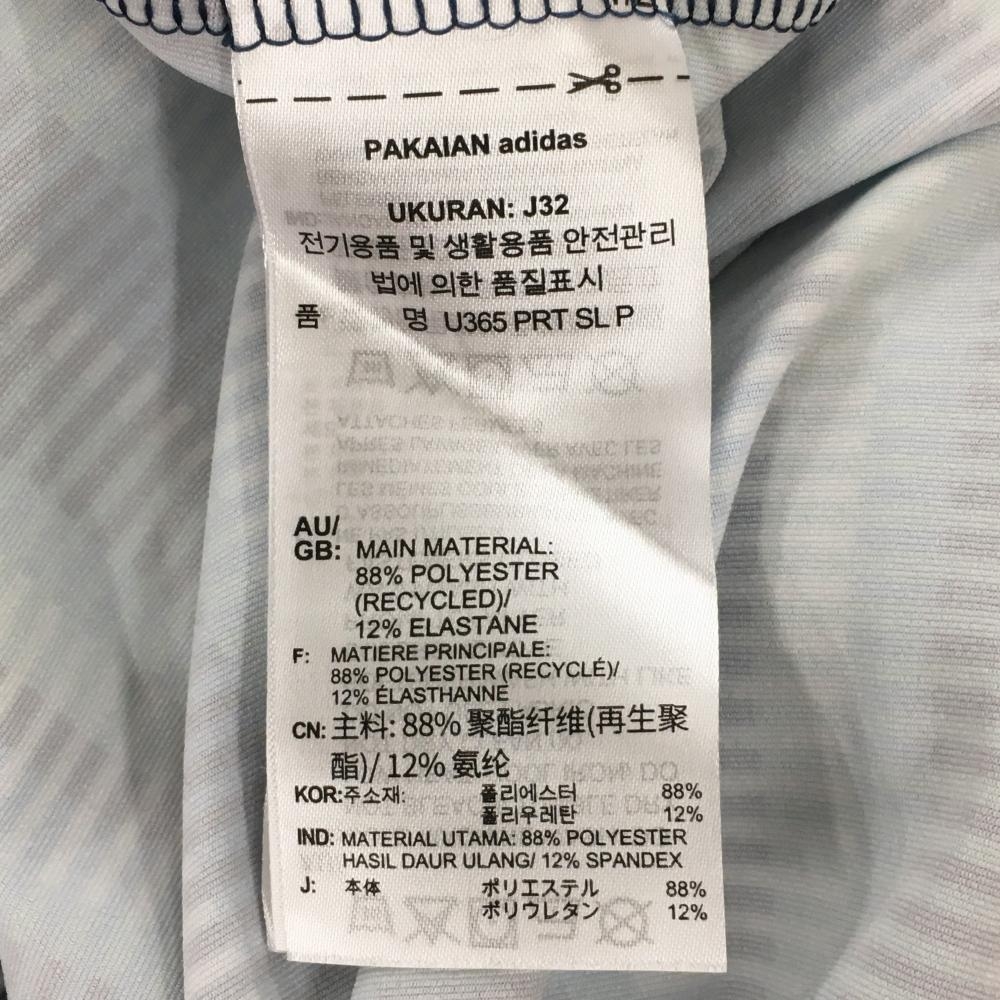 PAKAIAN adidas
UKURAN: J32
전기용품 및 생활용품 안전관리
법에 의한 품질표시
품 명 U365 PRT SL P
AU/
GB: MAIN MATERIAL:
88% POLYESTER
(RECYCLED)/
12% ELASTANE
F: MATIERE PRINCIPALE:
88% POLYESTER (RECYCLÉ)/
12% ÉLASTHANNE
CN: 主料: 88% 聚酯纤维(再生聚
酯)/ 12% 氨纶
KOR:주소재: 폴리에스터 88%
폴리우레탄 12%
IND: MATERIAL UTAMA: 88% POLYESTER
HASIL DAUR ULANG/ 12% SPANDEX
J: 本体 ポリエステル 88%
ポリウレタン 12%